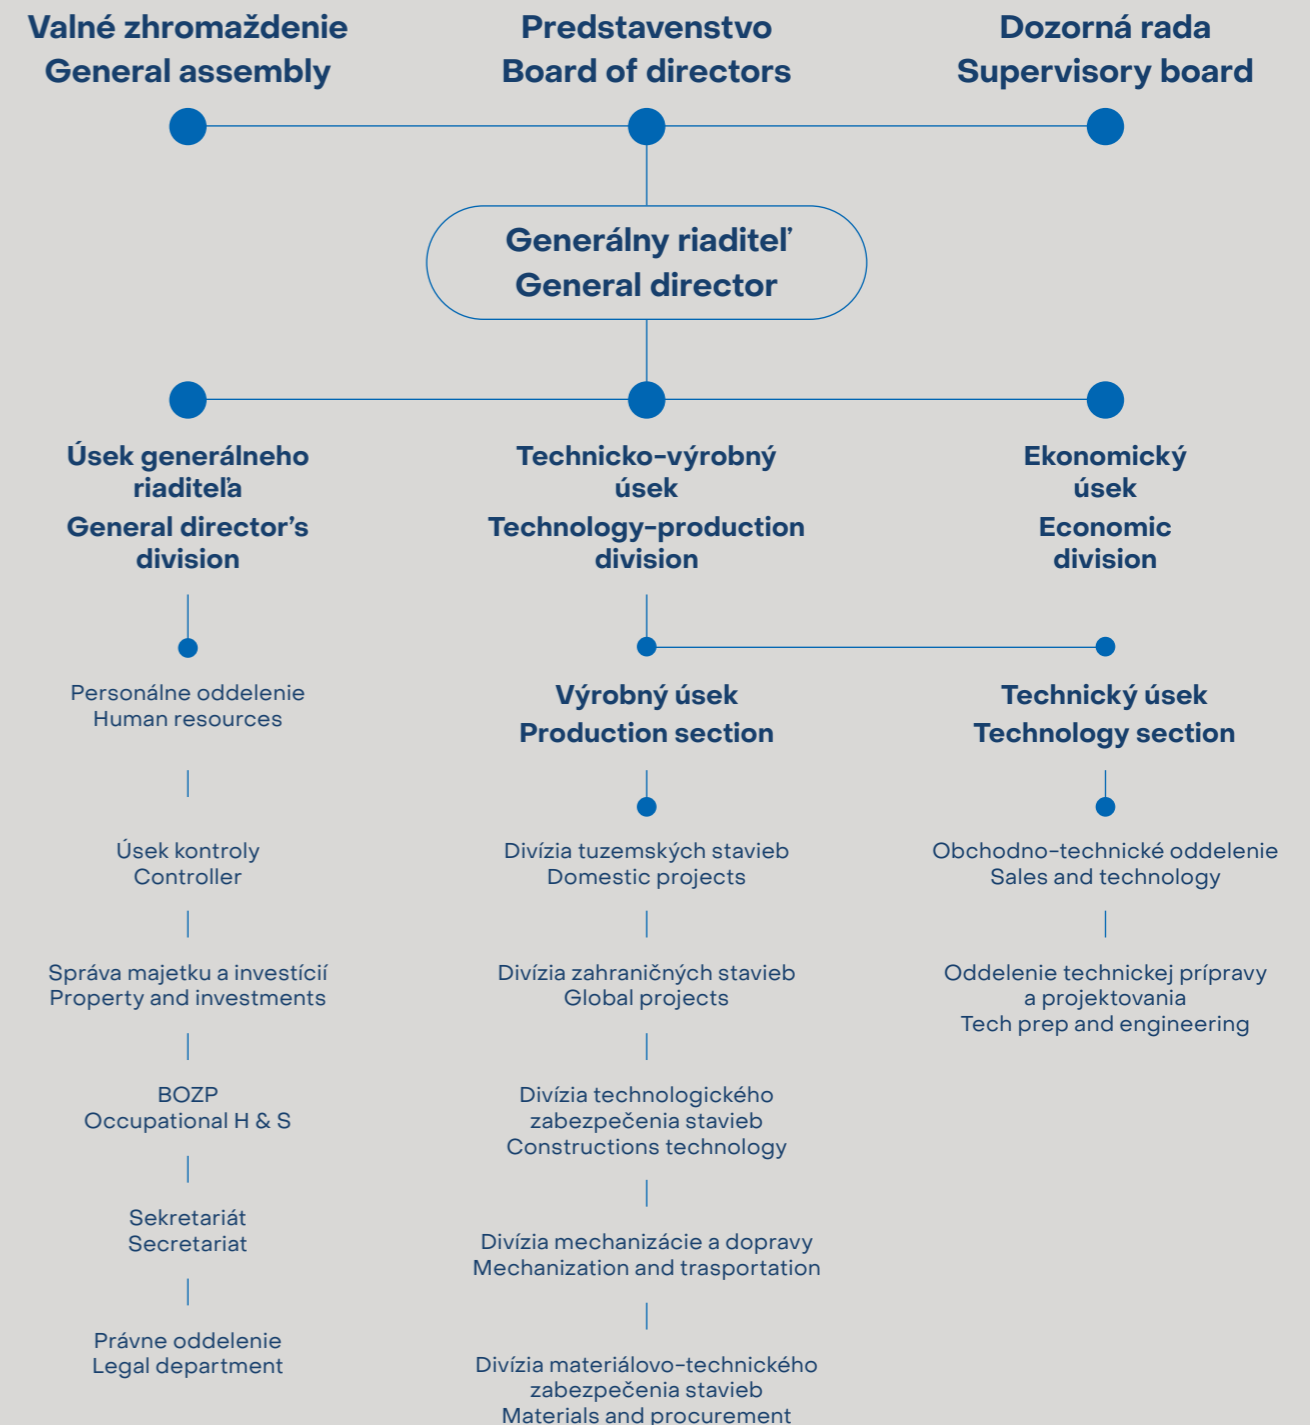 Valné zhromaždenie
General assembly
Predstavenstvo
Board of directors
Dozorná rada
Supervisory board
Generálny riaditeľ
General director
Úsek generálneho
riaditeľa
General director's
division
Technicko-výrobný
úsek
Technology-production
division
Ekonomický
úsek
Economic
division
Personálne oddelenie
Human resources
Úsek kontroly
Controller
Správa majetku a investícií
Property and investments
BOZP
Occupational H & S
Sekretariát
Secretariat
Právne oddelenie
Legal department
Výrobný úsek
Production section
Divízia tuzemských stavieb
Domestic projects
Divízia zahraničných stavieb
Global projects
Divízia technologického
zabezpečenia stavieb
Constructions technology
Divízia mechanizácie a dopravy
Mechanization and trasportation
Divízia materiálovo-technického
zabezpečenia stavieb
Materials and procurement
Technický úsek
Technology section
Obchodno-technické oddelenie
Sales and technology
Oddelenie technickej prípravy
a projektovania
Tech prep and engineering